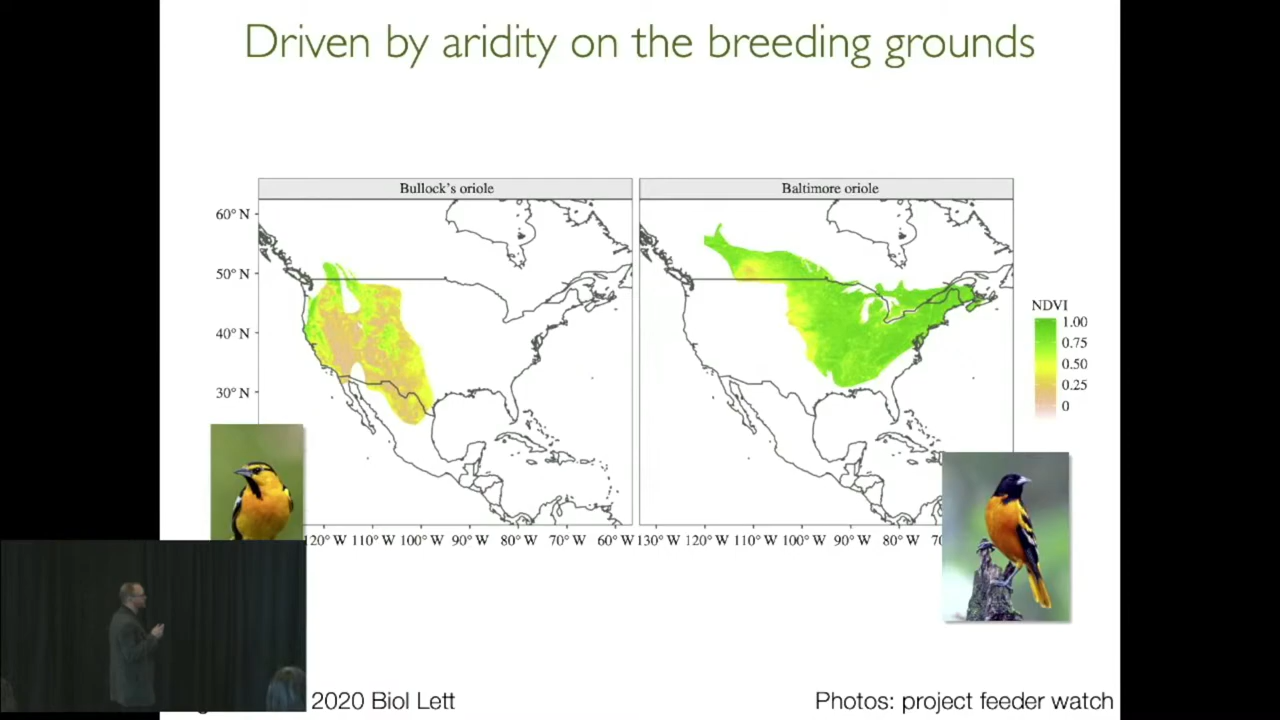 Driven by aridity on the breeding grounds
Bullock's oriole
Baltimore oriole
60° N
50° N
40° N
30° N
NDVI
1.00
0.75
0.50
0.25
0
120° W 110° W 100° W 90° W 80° W 70° W 60° W
130° W 120° W 110° W 100° W 90° W 80° W
2020 Biol Lett
Photos: project feeder watch